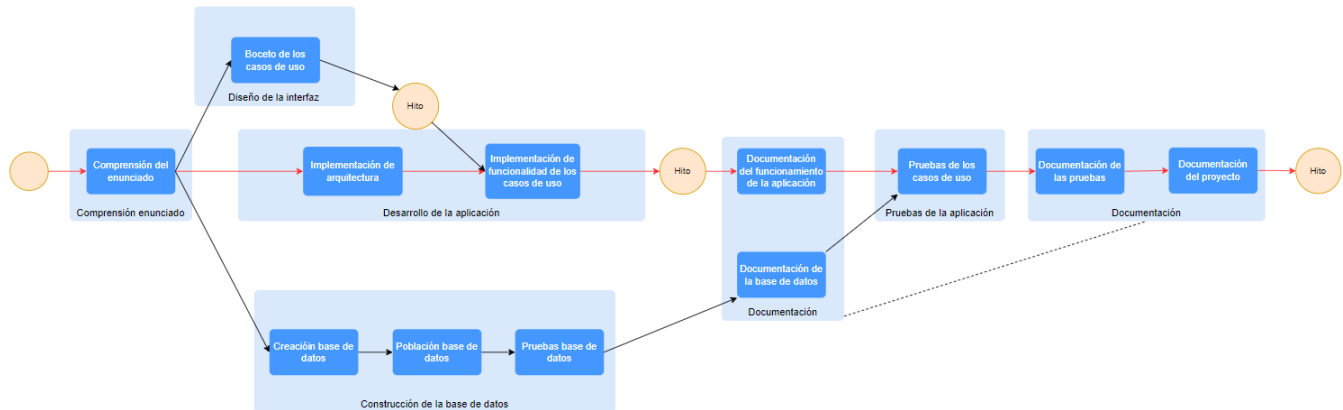 Boceto de los
casos de uso
Diseño de la interfaz
Hito
Comprensión del
enunciado
Comprensión enunciado
Implementación de
arquitectura
Implementación de
funcionalidad de los
casos de uso
Desarrollo de la aplicación
Hito
Documentación
del funcionamiento
de la aplicación
Documentación de
la base de datos
Documentación
Pruebas de los
casos de uso
Pruebas de la aplicación
Documentación de
las pruebas
Documentación
del proyecto
Documentación
Hito
Creacióin base de
datos
Población base de
datos
Pruebas base de
datos
Construcción de la base de datos